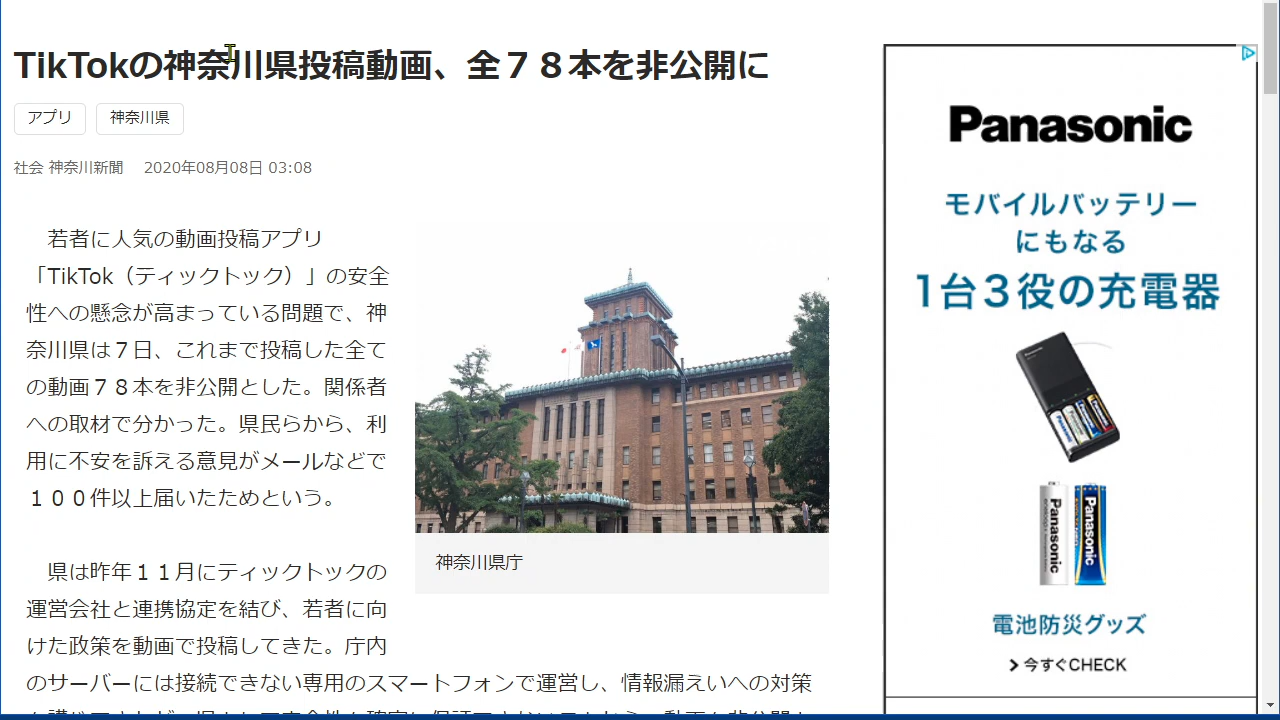 TikTokの神奈川県投稿動画、全７８本を非公開に
アプリ
神奈川県
社会 神奈川新聞 2020年08月08日 03:08
若者に人気の動画投稿アプリ
「TikTok（ティックトック）」の安全
性への懸念が高まっている問題で、神
奈川県は７日、これまで投稿した全て
の動画７８本を非公開とした。関係者
への取材で分かった。県民らから、利
用に不安を訴える意見がメールなどで
１００件以上届いたためという。
神奈川県庁
県は昨年１１月にティックトックの
運営会社と連携協定を結び、若者に向
けた政策を動画で投稿してきた。庁内
のサーバーには接続できない専用のスマートフォンで運営し、情報漏えいへの対策
Panasonic
モバイルバッテリー
にもなる
1台3役の充電器
Panasonic
Panasonic
Panasonic
Panasonic
電池防災グッズ
今すぐCHECK